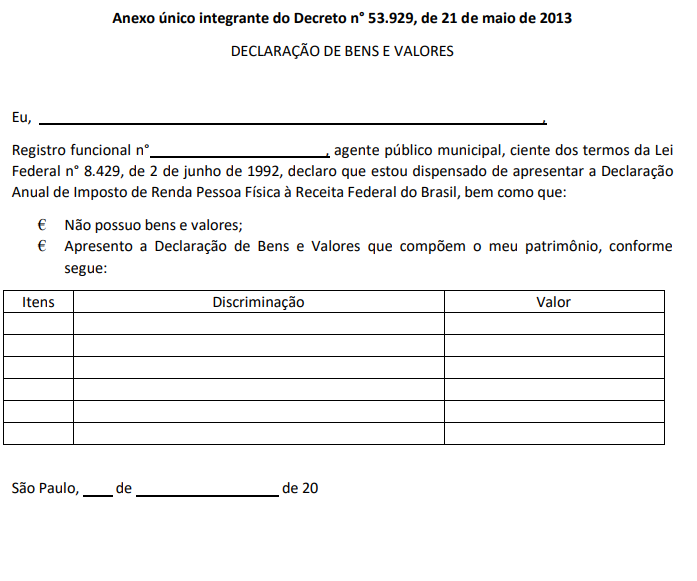 Anexo único integrante do Decreto n° 53.929, de 21 de maio de 2013
DECLARAÇÃO DE BENS E VALORES
Eu, ,
Registro funcional n° , agente público municipal, ciente dos termos da Lei
Federal n° 8.429, de 2 de junho de 1992, declaro que estou dispensado de apresentar a Declaração
Anual de Imposto de Renda Pessoa Física à Receita Federal do Brasil, bem como que:
€ Não possuo bens e valores;
€ Apresento a Declaração de Bens e Valores que compõem o meu patrimônio, conforme
segue:
Itens Discriminação Valor
São Paulo, ____ de ____ de 20